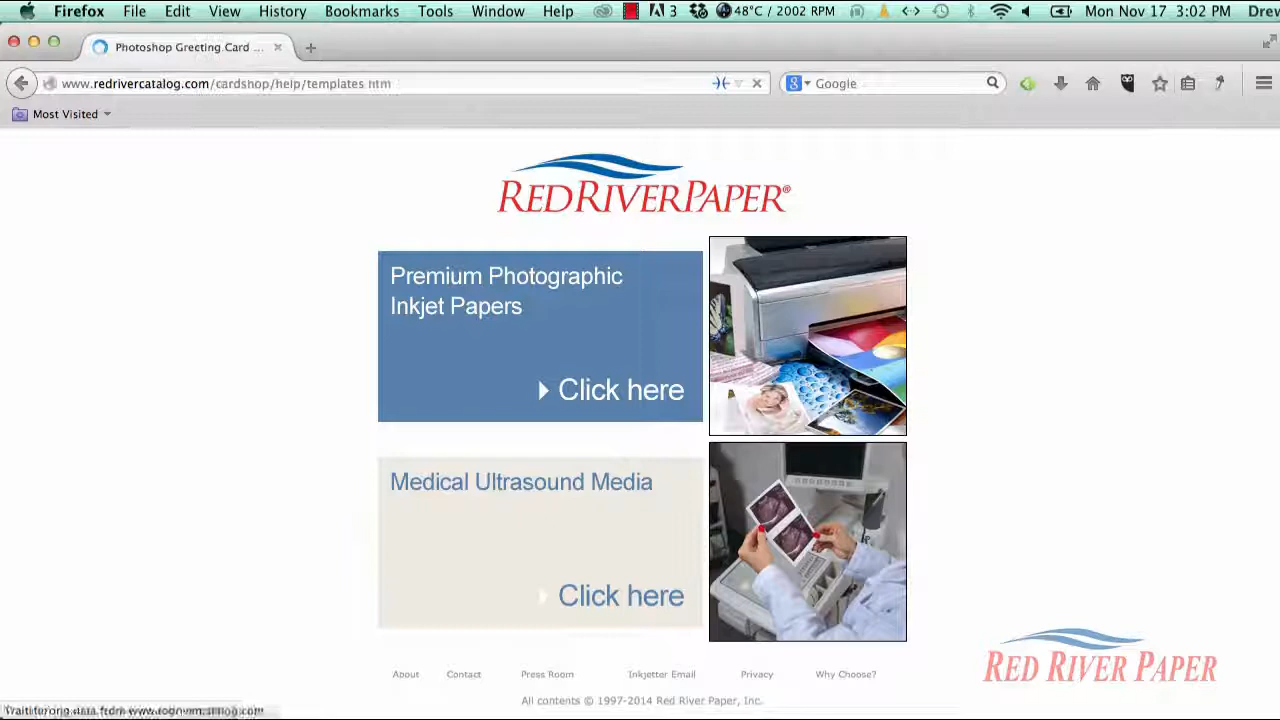 Firefox File Edit View History Bookmarks Tools Window Help 3 48°C / 2002 RPM Mon Nov 17 3:02 PM Drew
Photoshop Greeting Card ...
www.redrivercatalog.com/cardshop/help/templates.htm Google
Most Visited
RED RIVER PAPER®
Premium Photographic
Inkjet Papers
Click here
Medical Ultrasound Media
Click here
RED RIVER PAPER
About Contact Press Room Inkjetter Email Privacy Why Choose?
All contents © 1997-2014 Red River Paper, Inc.